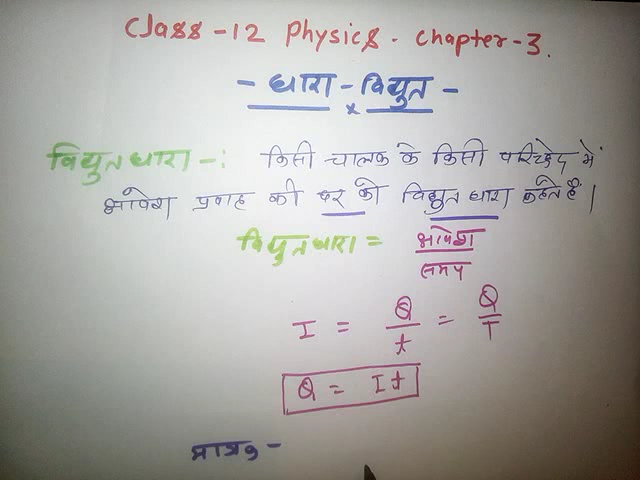 Class - 12 Physics. Chapter-3.
- धारा - विद्युत -
x
विद्युत धारा -: किसी चालक के किसी परिच्छेद में
आवेश प्रवाह की दर को विद्युत धारा कहते हैं।
विद्युत धारा = आवेश / समय
I = Q / t = Q / T
Q = It
मात्रक -